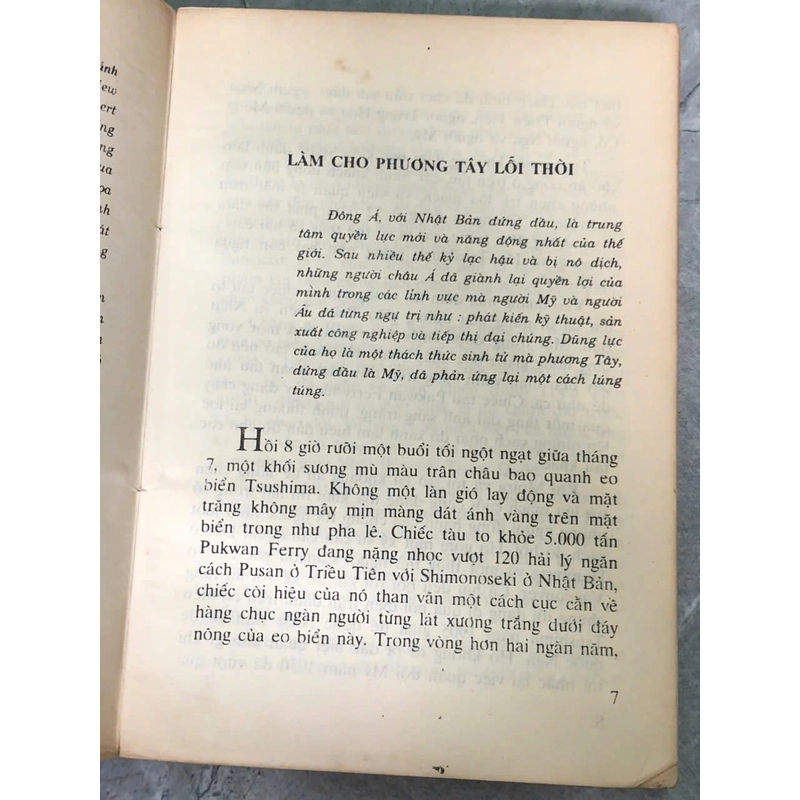 ánh
ông
ông
LÀM CHO PHƯƠNG TÂY LỖI THỜI
Đông Á, với Nhật Bản đứng đầu, là trung
tâm quyền lực mới và năng động nhất của thế
giới. Sau nhiều thế kỷ lạc hậu và bị nô dịch,
những người châu Á đã giành lại quyền lợi của
mình trong các lĩnh vực mà người Mỹ và người
Âu đã từng ngự trị như : phát kiến kỹ thuật, sản
xuất công nghiệp và tiếp thị đại chúng. Dũng lực
của họ là một thách thức sinh tử mà phương Tây,
đứng đầu là Mỹ, đã phản ứng lại một cách lúng
túng.
Hồi 8 giờ rưỡi một buổi tối ngột ngạt giữa tháng
7, một khối sương mù màu trân châu bao quanh eo
biển Tsushima. Không một làn gió lay động và mặt
trăng không mây mịn màng dát ánh vàng trên mặt
biển trong như pha lê. Chiếc tàu to khỏe 5.000 tấn
Pukwan Ferry đang nặng nhọc vượt 120 hải lý ngăn
cách Pusan ở Triều Tiên với Shimonoseki ở Nhật Bản,
chiếc còi hiệu của nó than vãn một cách cục cằn về
hàng chục ngàn người từng lát xương trắng dưới đáy
nông của eo biển này. Trong vòng hơn hai ngàn năm,
7